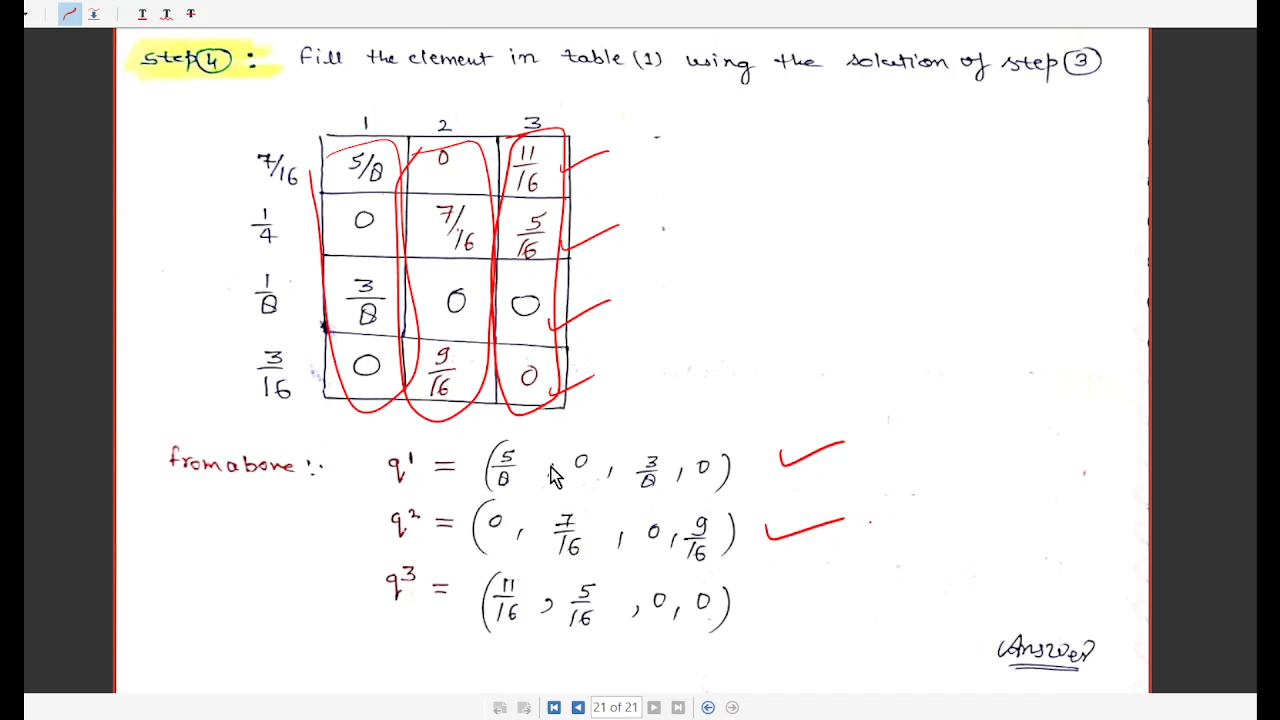 step 4 : fill the element in table (1) using the solution of step 3
1 2 3
7/16 5/8 0 11/16
1/4 0 7/16 5/16
1/8 3/8 0 0
3/16 0 9/16 0
from above :. q¹ = (5/8, 0, 3/8, 0)
q² = (0, 7/16, 0, 9/16)
q³ = (11/16, 5/16, 0, 0)
Answer
21 of 21